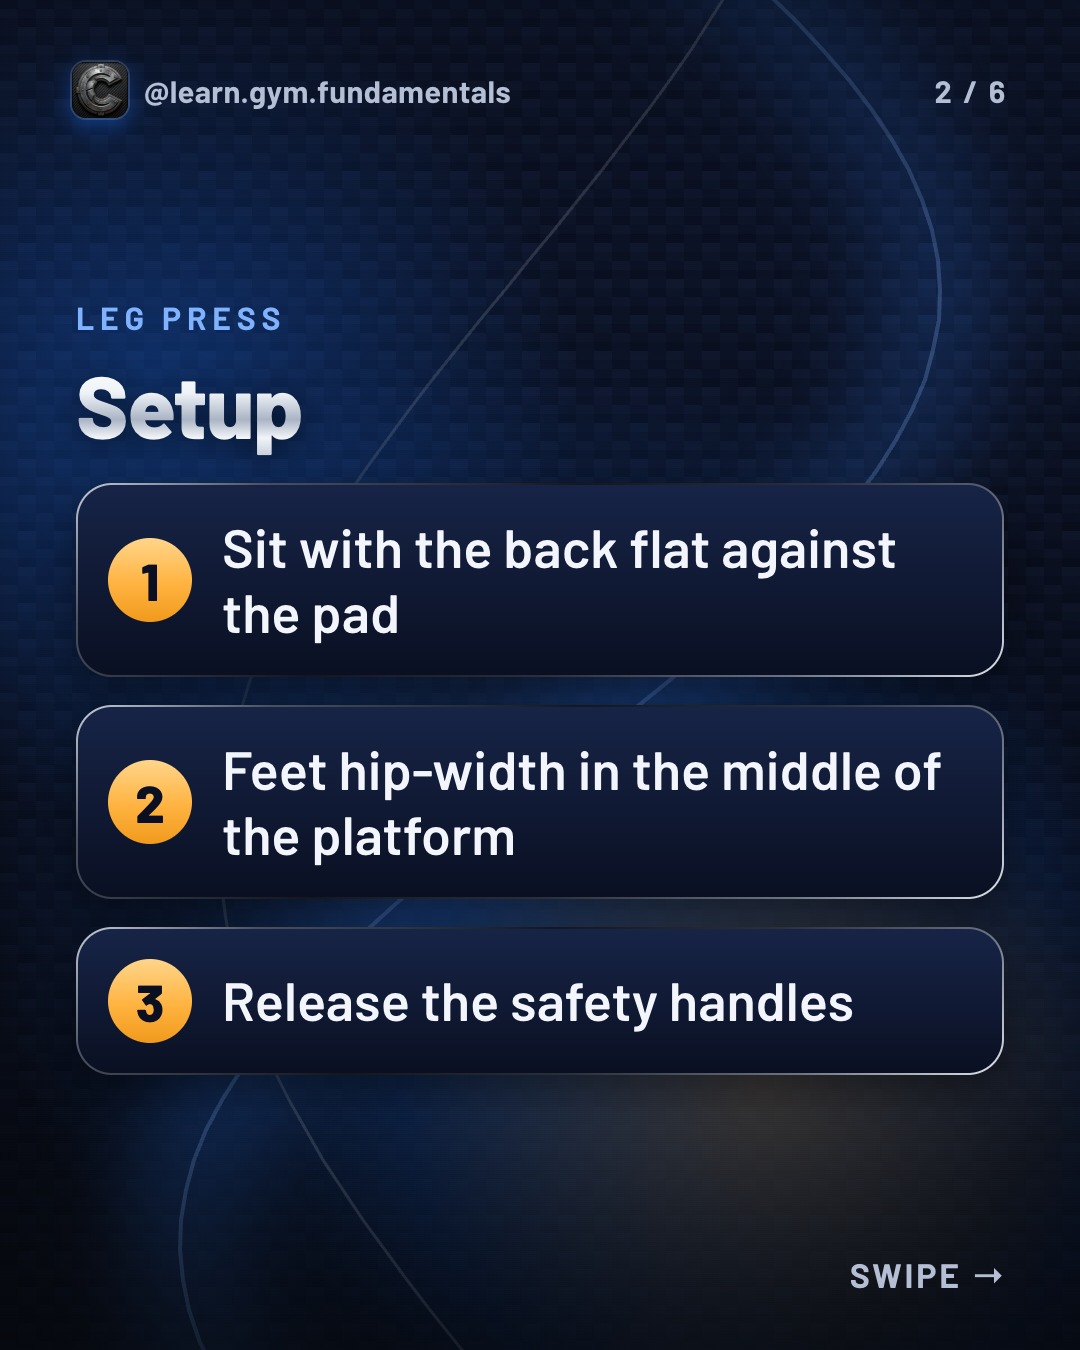 @learn.gym.fundamentals
2 / 6
LEG PRESS
Setup
1
Sit with the back flat against
the pad
2
Feet hip-width in the middle of
the platform
3
Release the safety handles
SWIPE →